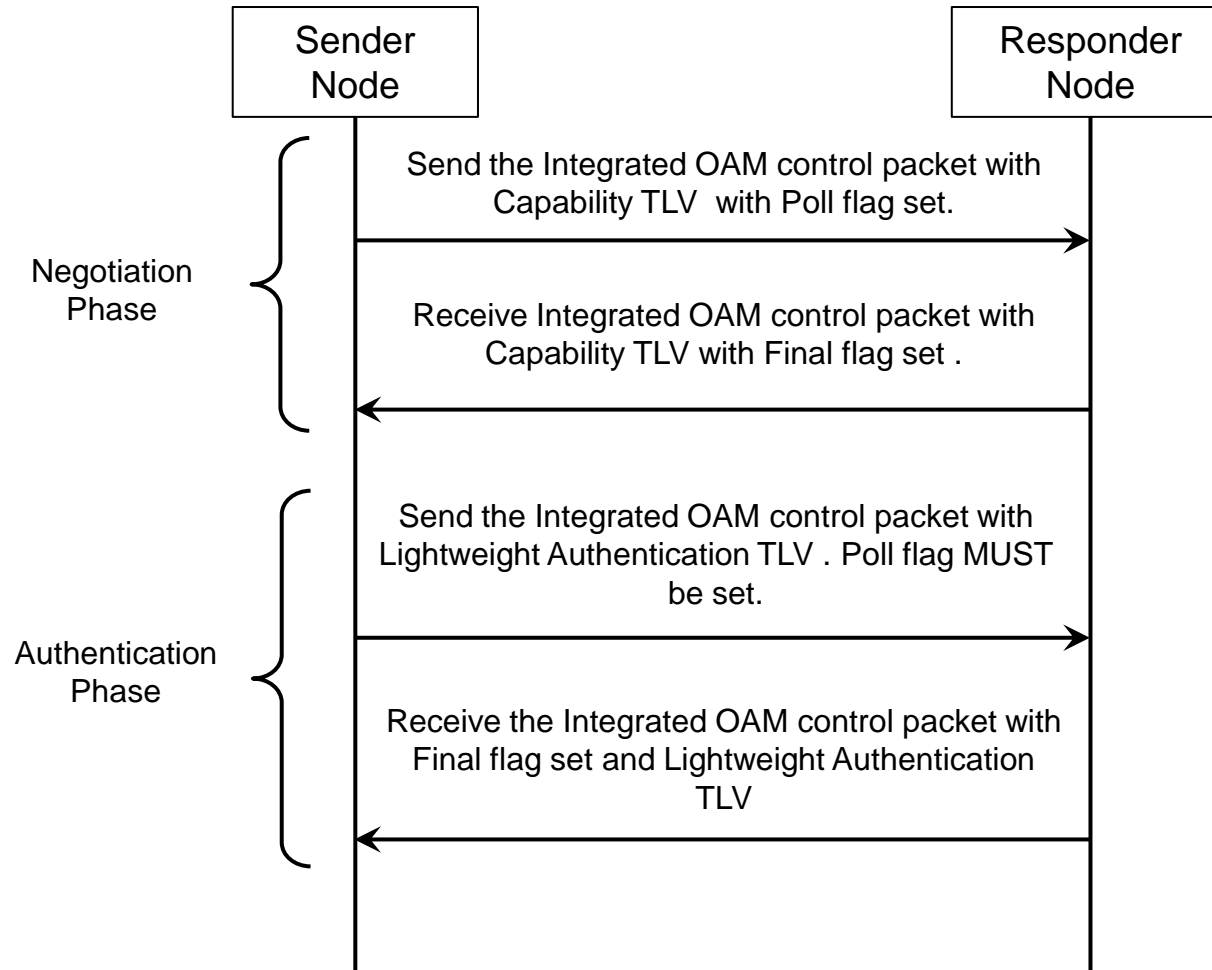 Sender
Node
Responder
Node
Send the Integrated OAM control packet with
Capability TLV  with Poll flag set.
Negotiation
Phase
Receive Integrated OAM control packet with
Capability TLV with Final flag set .
Send the Integrated OAM control packet with
Lightweight Authentication TLV . Poll flag MUST
be set.
Authentication
Phase
Receive the Integrated OAM control packet with
Final flag set and Lightweight Authentication
TLV